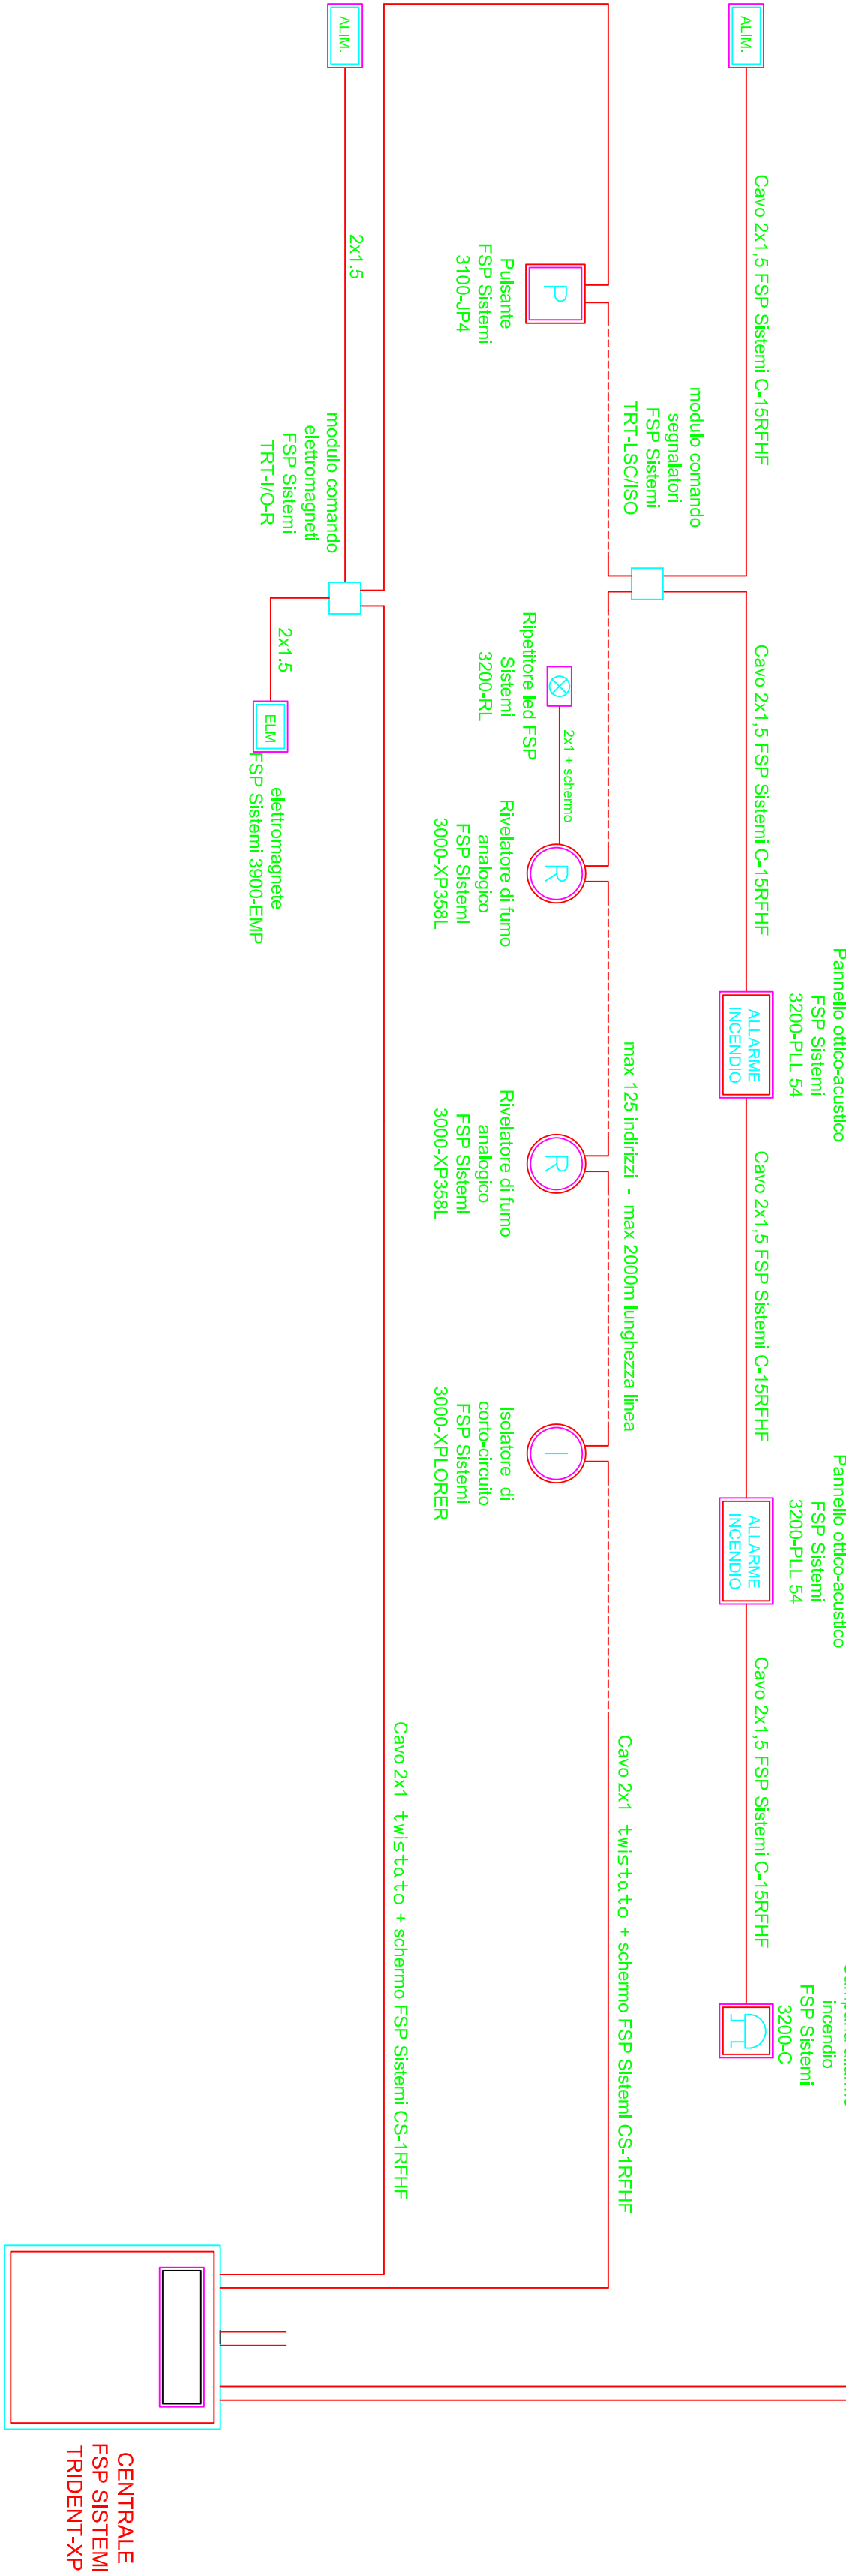 ALIM.
Cavo 2x1,5 FSP Sistemi C-15RFHF
Cavo 2x1,5 FSP Sistemi C-15RFHF
Pannello ottico-acustico
FSP Sistemi
3200-PLL 54
ALLARME
INCENDIO
Cavo 2x1,5 FSP Sistemi C-15RFHF
Pannello ottico-acustico
FSP Sistemi
3200-PLL 54
ALLARME
INCENDIO
Cavo 2x1,5 FSP Sistemi C-15RFHF
incendio
FSP Sistemi
3200-C
modulo comando
segnalatori
FSP Sistemi
TRT-LSC/ISO
max 125 indirizzi - max 2000m lunghezza linea
Cavo 2x1 twistato + schermo FSP Sistemi CS-1RFHF
P
Pulsante
FSP Sistemi
3100-JP4
2x1 + schermo
Ripetitore led FSP
Sistemi
3200-RL
R
Rivelatore di fumo
analogico
FSP Sistemi
3000-XP358L
R
Rivelatore di fumo
analogico
FSP Sistemi
3000-XP358L
I
Isolatore di
corto-circuito
FSP Sistemi
3000-XPLORER
Cavo 2x1 twistato + schermo FSP Sistemi CS-1RFHF
ALIM.
2x1.5
modulo comando
elettromagneti
FSP Sistemi
TRT-I/O-R
2x1.5
ELM
elettromagnete
FSP Sistemi 3900-EMP
CENTRALE
FSP SISTEMI
TRIDENT-XP